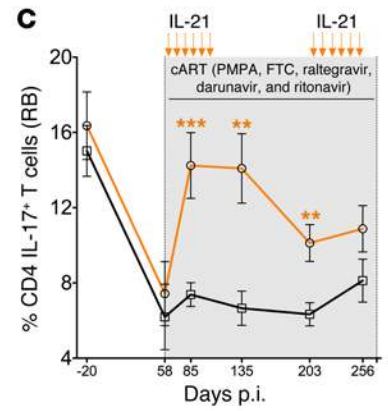 C
IL-21 IL-21
cART (PMPA, FTC, raltegravir,
darunavir, and ritonavir)
*** ** **
% CD4 IL-17⁺ T cells (RB)
20
16
12
8
4
-20 58 85 135 203 256
Days p.i.